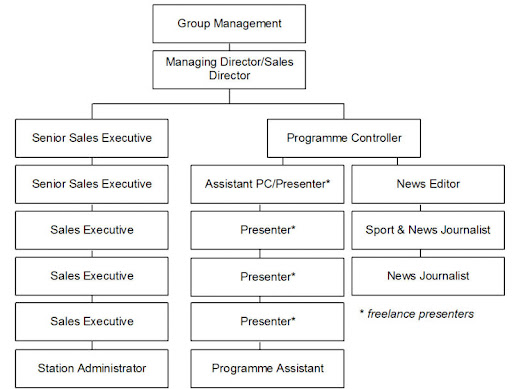 Group Management
Managing Director/Sales
Director
Senior Sales Executive
Programme Controller
Senior Sales Executive
Assistant PC/Presenter*
News Editor
Sales Executive
Presenter*
Sport & News Journalist
Sales Executive
Presenter*
News Journalist
Sales Executive
Presenter*
* freelance presenters
Station Administrator
Programme Assistant